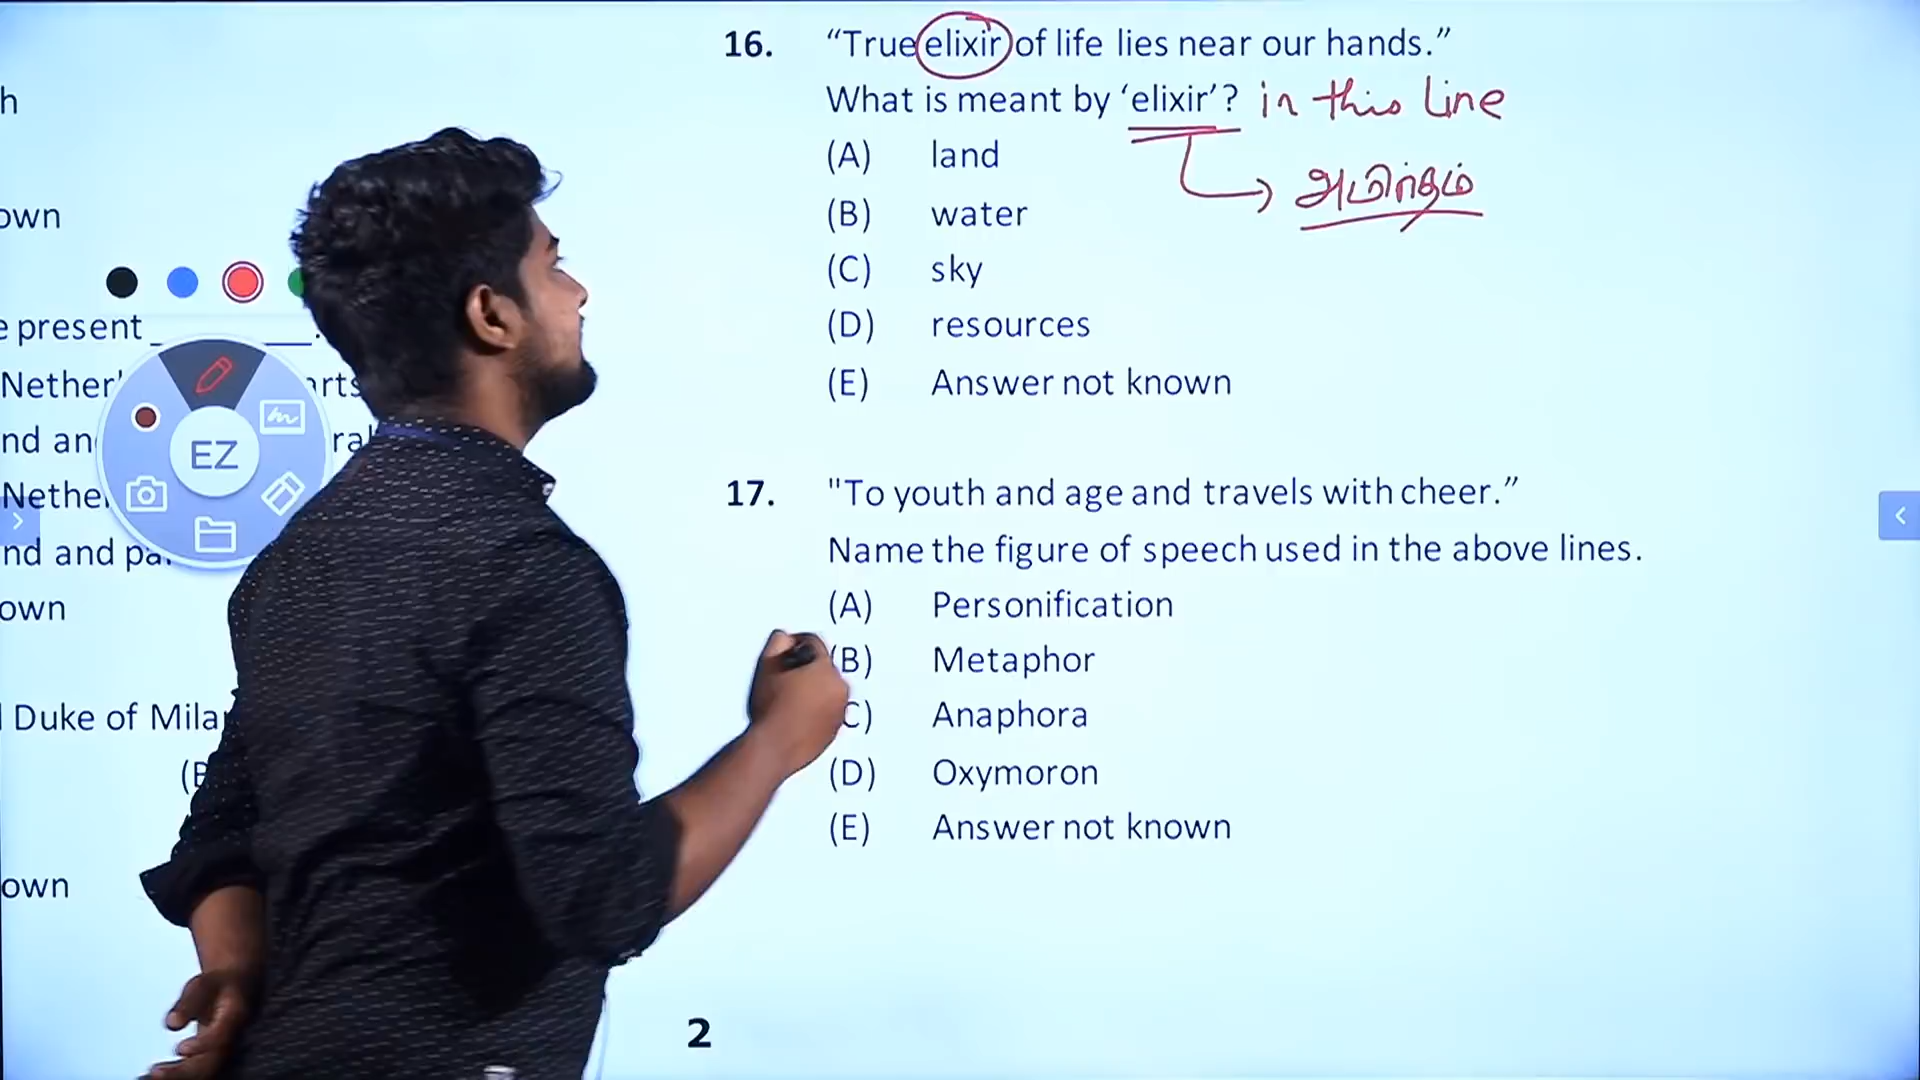 h
own
e present ________.
Nether
arts
nd an
ral
Nethe
nd and pa
own
Duke of Mila
(B
own
EZ
16. “True elixir of life lies near our hands.”
What is meant by ‘elixir’? in this line
அமிர்தம்
(A) land
(B) water
(C) sky
(D) resources
(E) Answer not known
17. "To youth and age and travels with cheer.”
Name the figure of speech used in the above lines.
(A) Personification
(B) Metaphor
C) Anaphora
(D) Oxymoron
(E) Answer not known
2